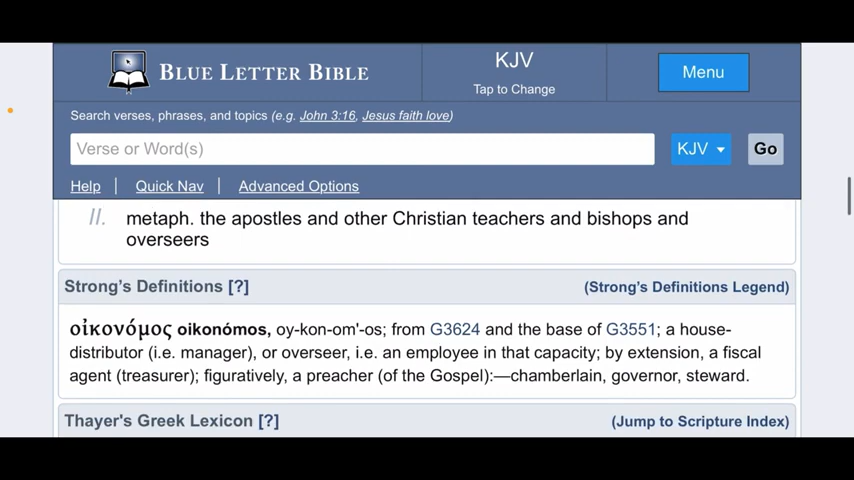 BLUE LETTER BIBLE
KJV
Tap to Change
Menu
Search verses, phrases, and topics (e.g. John 3:16, Jesus faith love)
Verse or Word(s)
KJV
Go
Help | Quick Nav | Advanced Options
II. metaph. the apostles and other Christian teachers and bishops and
overseers
Strong's Definitions [?] (Strong's Definitions Legend)
οἰκονόμος oikonómos, oy-kon-om'-os; from G3624 and the base of G3551; a house-
distributor (i.e. manager), or overseer, i.e. an employee in that capacity; by extension, a fiscal
agent (treasurer); figuratively, a preacher (of the Gospel):—chamberlain, governor, steward.
Thayer's Greek Lexicon [?] (Jump to Scripture Index)